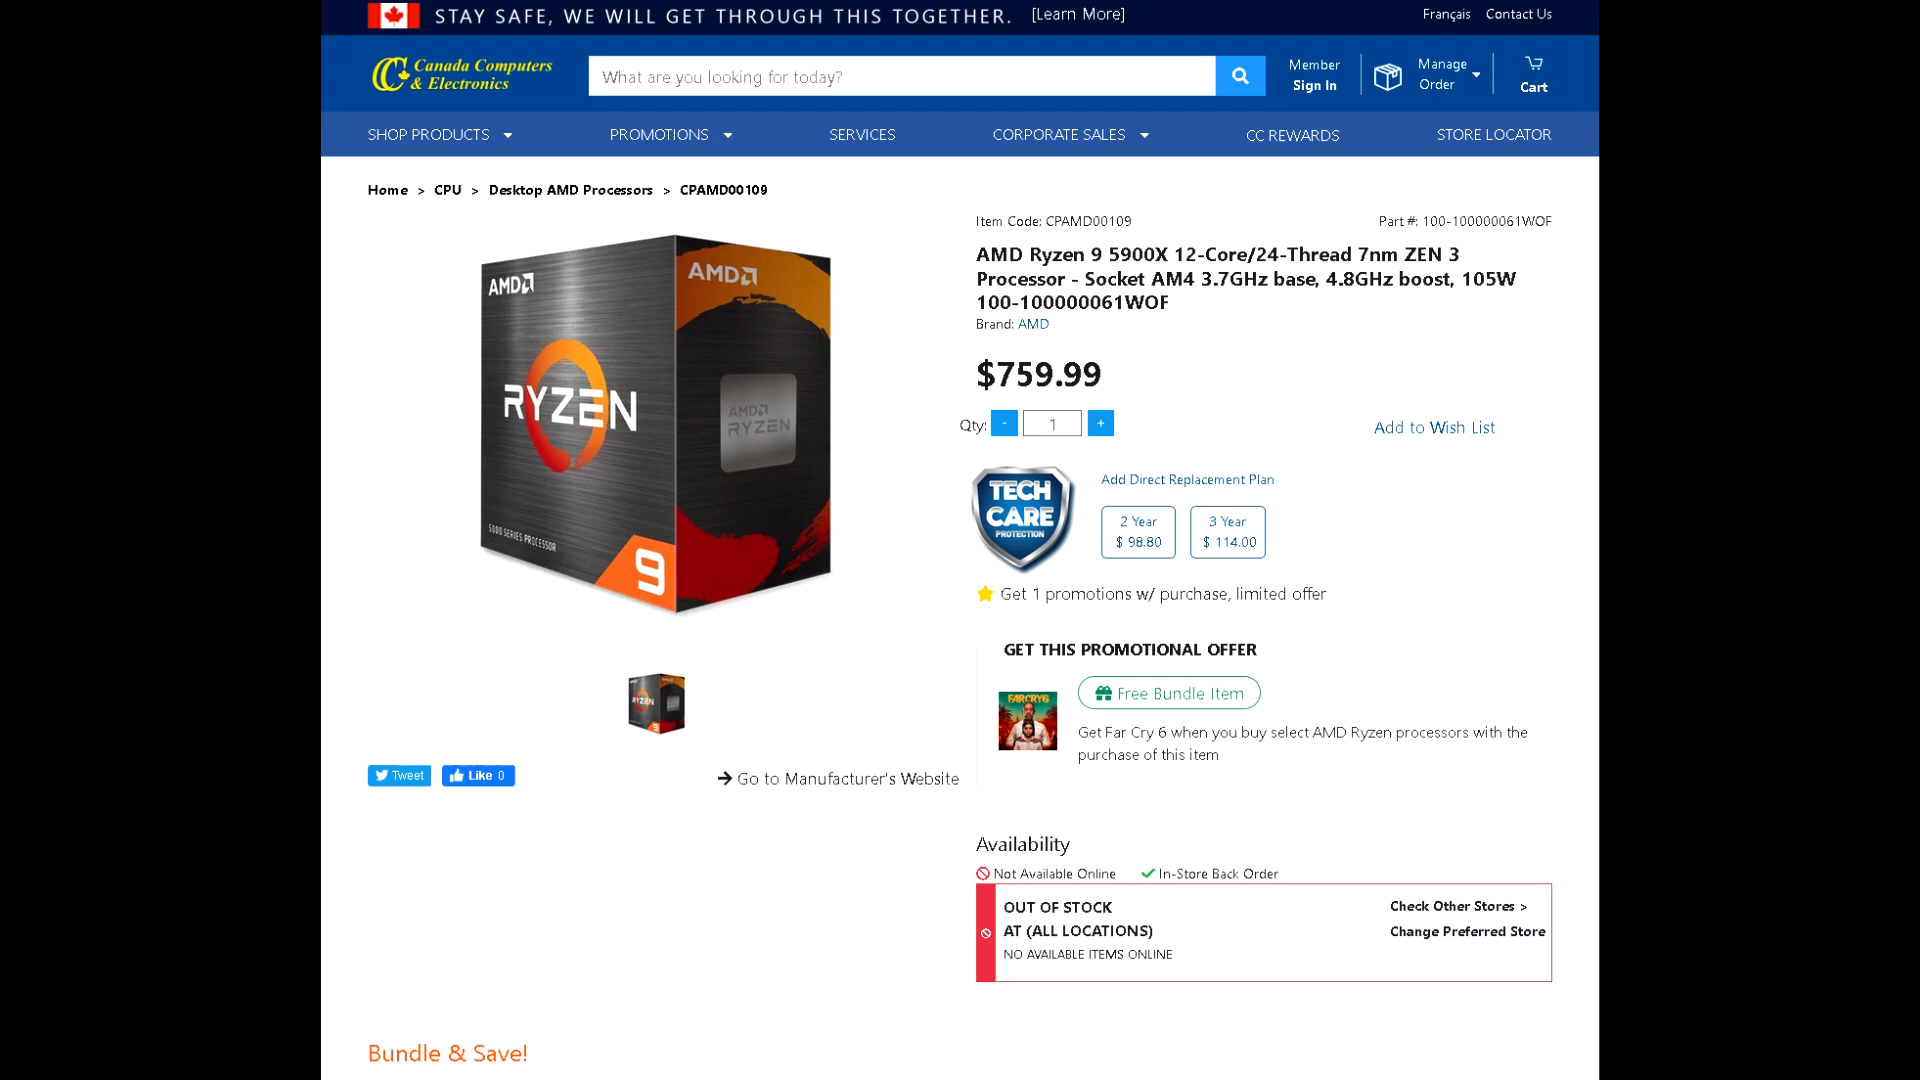 STAY SAFE, WE WILL GET THROUGH THIS TOGETHER. [Learn More]
Français Contact Us
Canada Computers
& Electronics
What are you looking for today?
Member
Sign In
Manage
Order
Cart
SHOP PRODUCTS PROMOTIONS SERVICES CORPORATE SALES CC REWARDS STORE LOCATOR
Home > CPU > Desktop AMD Processors > CPAMD00109
AMD
AMD
RYZEN
AMD
RYZEN
5000 SERIES PROCESSOR
9
RYZEN
9
Tweet
Like 0
Go to Manufacturer's Website
Item Code: CPAMD00109
Part #: 100-100000061WOF
AMD Ryzen 9 5900X 12-Core/24-Thread 7nm ZEN 3
Processor - Socket AM4 3.7GHz base, 4.8GHz boost, 105W
100-100000061WOF
Brand: AMD
$759.99
Qty: - 1 +
Add to Wish List
TECH
CARE
PROTECTION
Add Direct Replacement Plan
2 Year
$ 98.80
3 Year
$ 114.00
Get 1 promotions w/ purchase, limited offer
GET THIS PROMOTIONAL OFFER
FARCRY6
Free Bundle Item
Get Far Cry 6 when you buy select AMD Ryzen processors with the
purchase of this item
Availability
Not Available Online In-Store Back Order
OUT OF STOCK
AT (ALL LOCATIONS)
NO AVAILABLE ITEMS ONLINE
Check Other Stores >
Change Preferred Store
Bundle & Save!